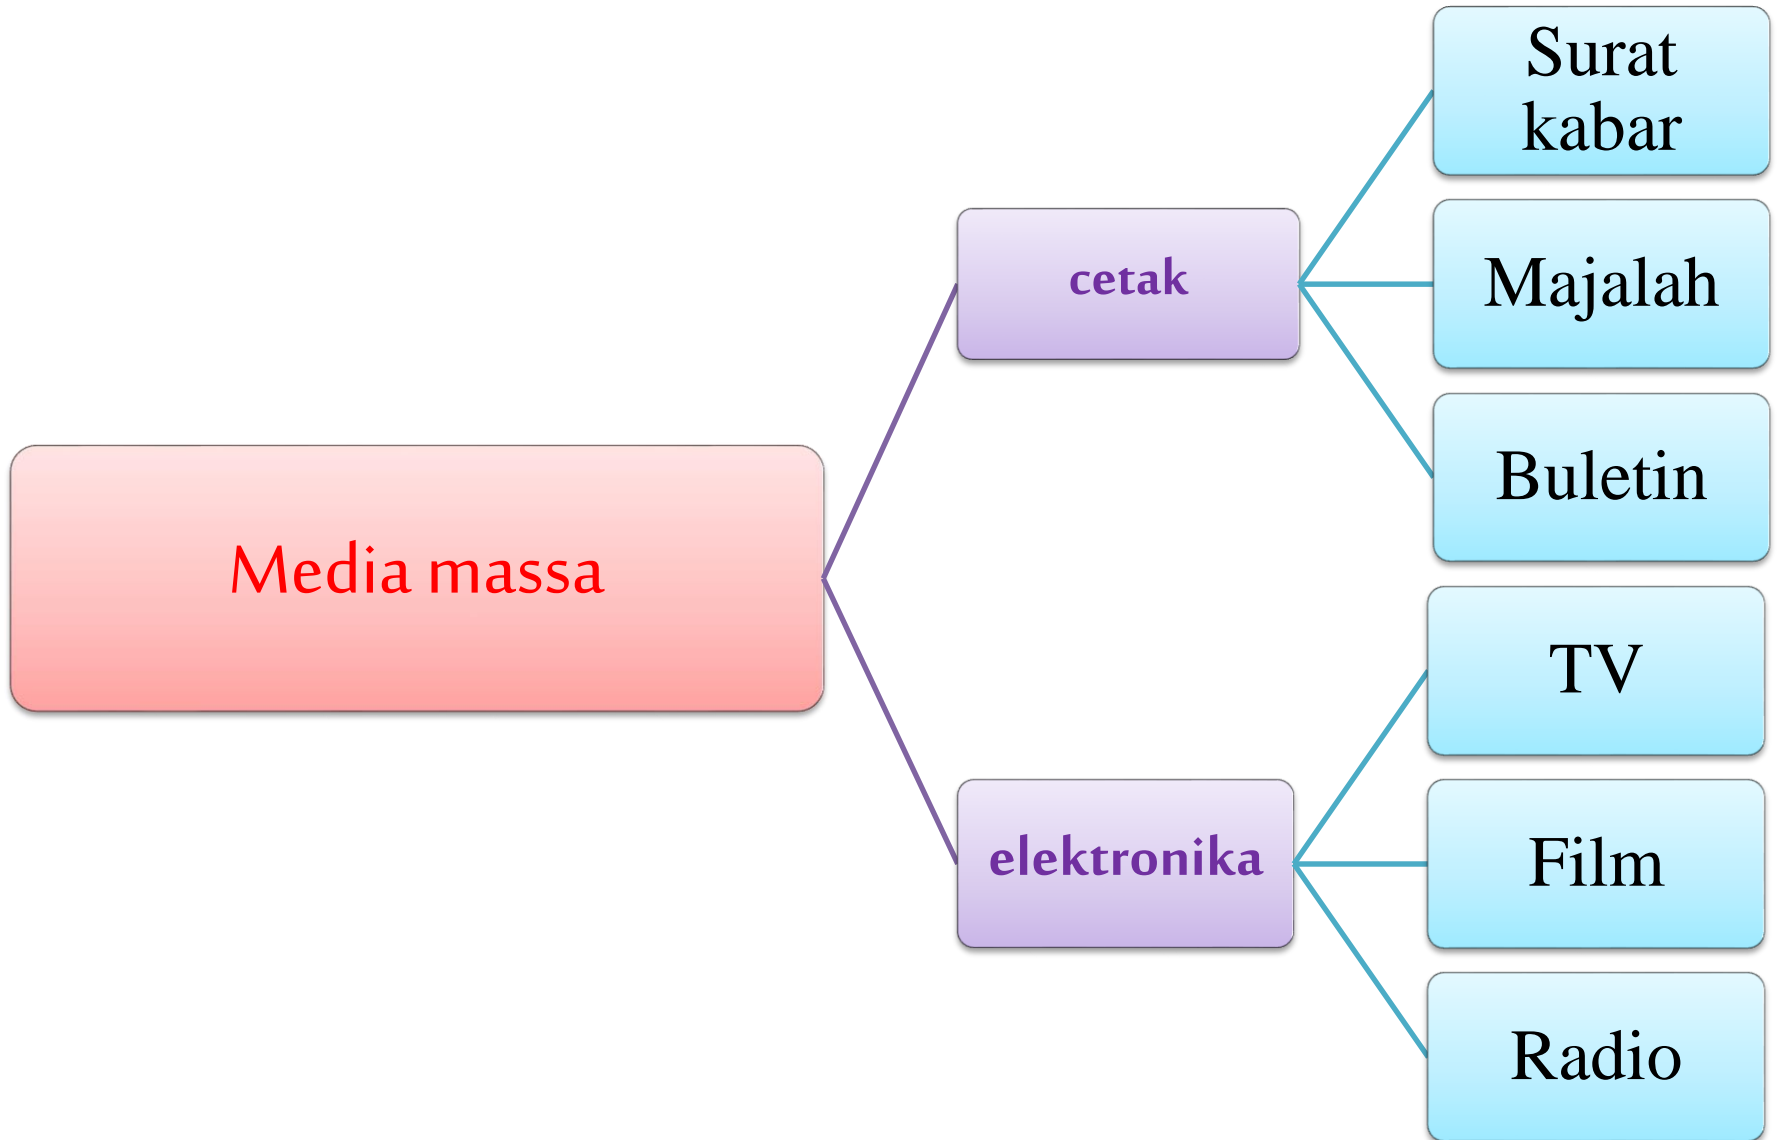 Surat
kabar
cetak
Majalah
Buletin
Media massa
TV
elektronika
Film
Radio